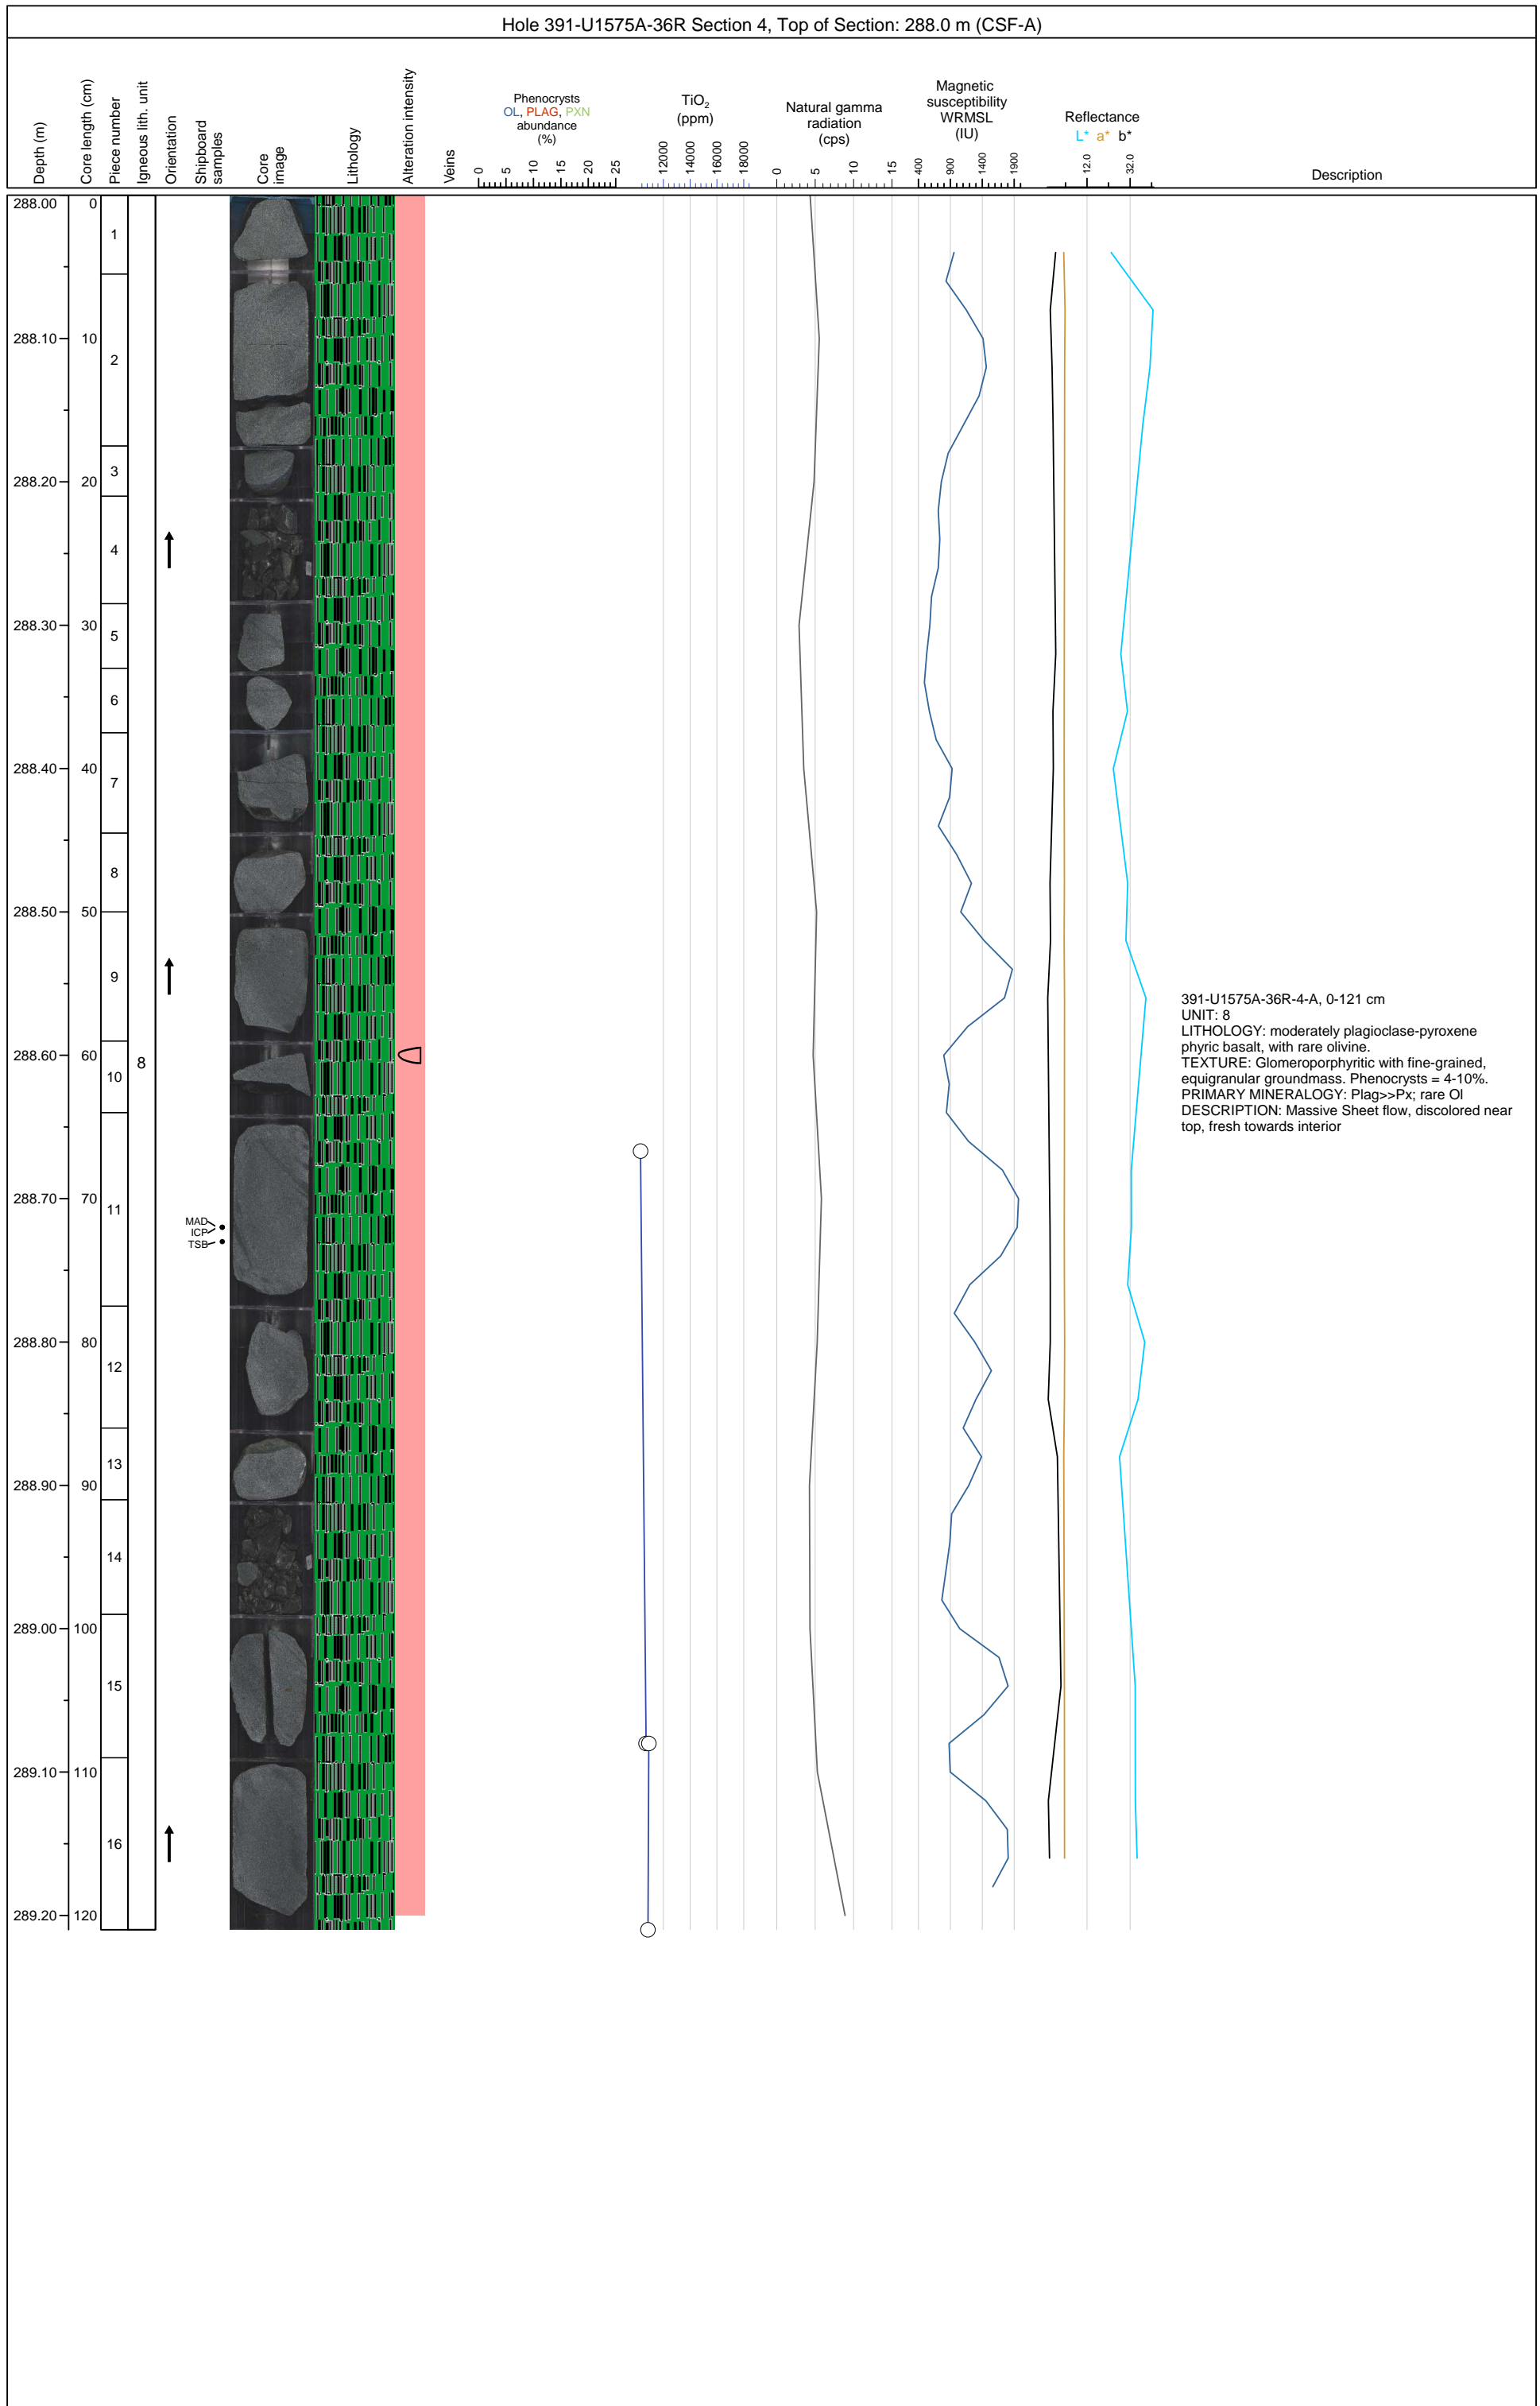 Hole 391-U1575A-36R Section 4, Top of Section: 288.0 m (CSF-A)
Depth (m)
Core length (cm)
Piece number
Igneous lith. unit
Orientation
Shipboard
samples
Core
image
Lithology
Alteration intensity
Veins
Phenocrysts
OL, PLAG, PXN
abundance
(%)
0 5 10 15 20 25
TiO₂
(ppm)
12000 14000 16000 18000
Natural gamma
radiation
(cps)
0 5 10 15
Magnetic
susceptibility
WRMSL
(IU)
400 900 1400 1900
Reflectance
L* a* b*
12.0 32.0
Description
288.00 0
1
288.10 10
2
3
288.20 20
4
288.30 30
5
6
288.40 40
7
8
288.50 50
9
288.60 60
8
10
288.70 70
11
MAD
ICP
TSB
288.80 80
12
13
288.90 90
14
289.00 100
15
289.10 110
16
289.20 120
391-U1575A-36R-4-A, 0-121 cm
UNIT: 8
LITHOLOGY: moderately plagioclase-pyroxene
phyric basalt, with rare olivine.
TEXTURE: Glomeroporphyritic with fine-grained,
equigranular groundmass. Phenocrysts = 4-10%.
PRIMARY MINERALOGY: Plag>>Px; rare Ol
DESCRIPTION: Massive Sheet flow, discolored near
top, fresh towards interior